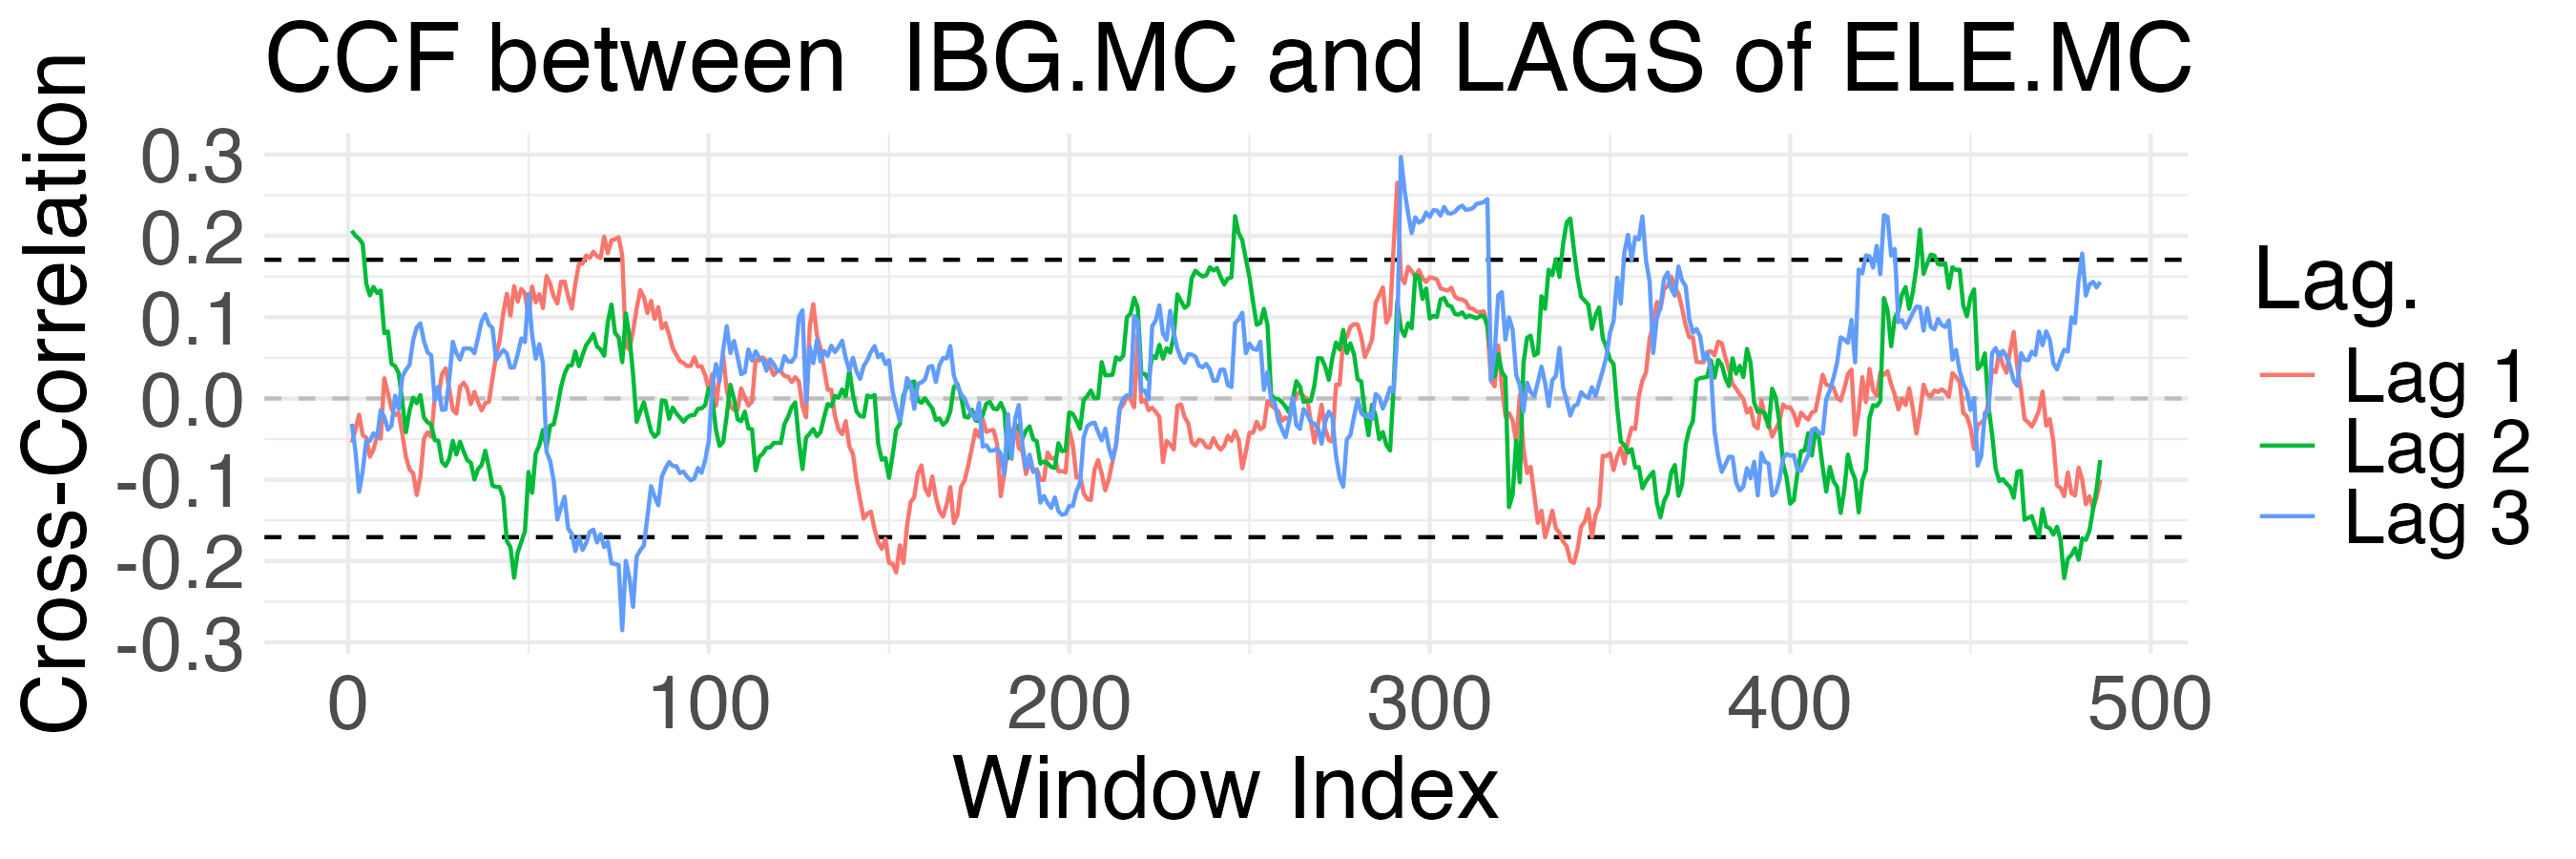 CCF between  IBG.MC and LAGS of ELE.MC
Cross-Correlation
0.3
0.2
0.1
0.0
-0.1
-0.2
-0.3
0 100 200 300 400 500
Window Index
Lag.
Lag 1
Lag 2
Lag 3